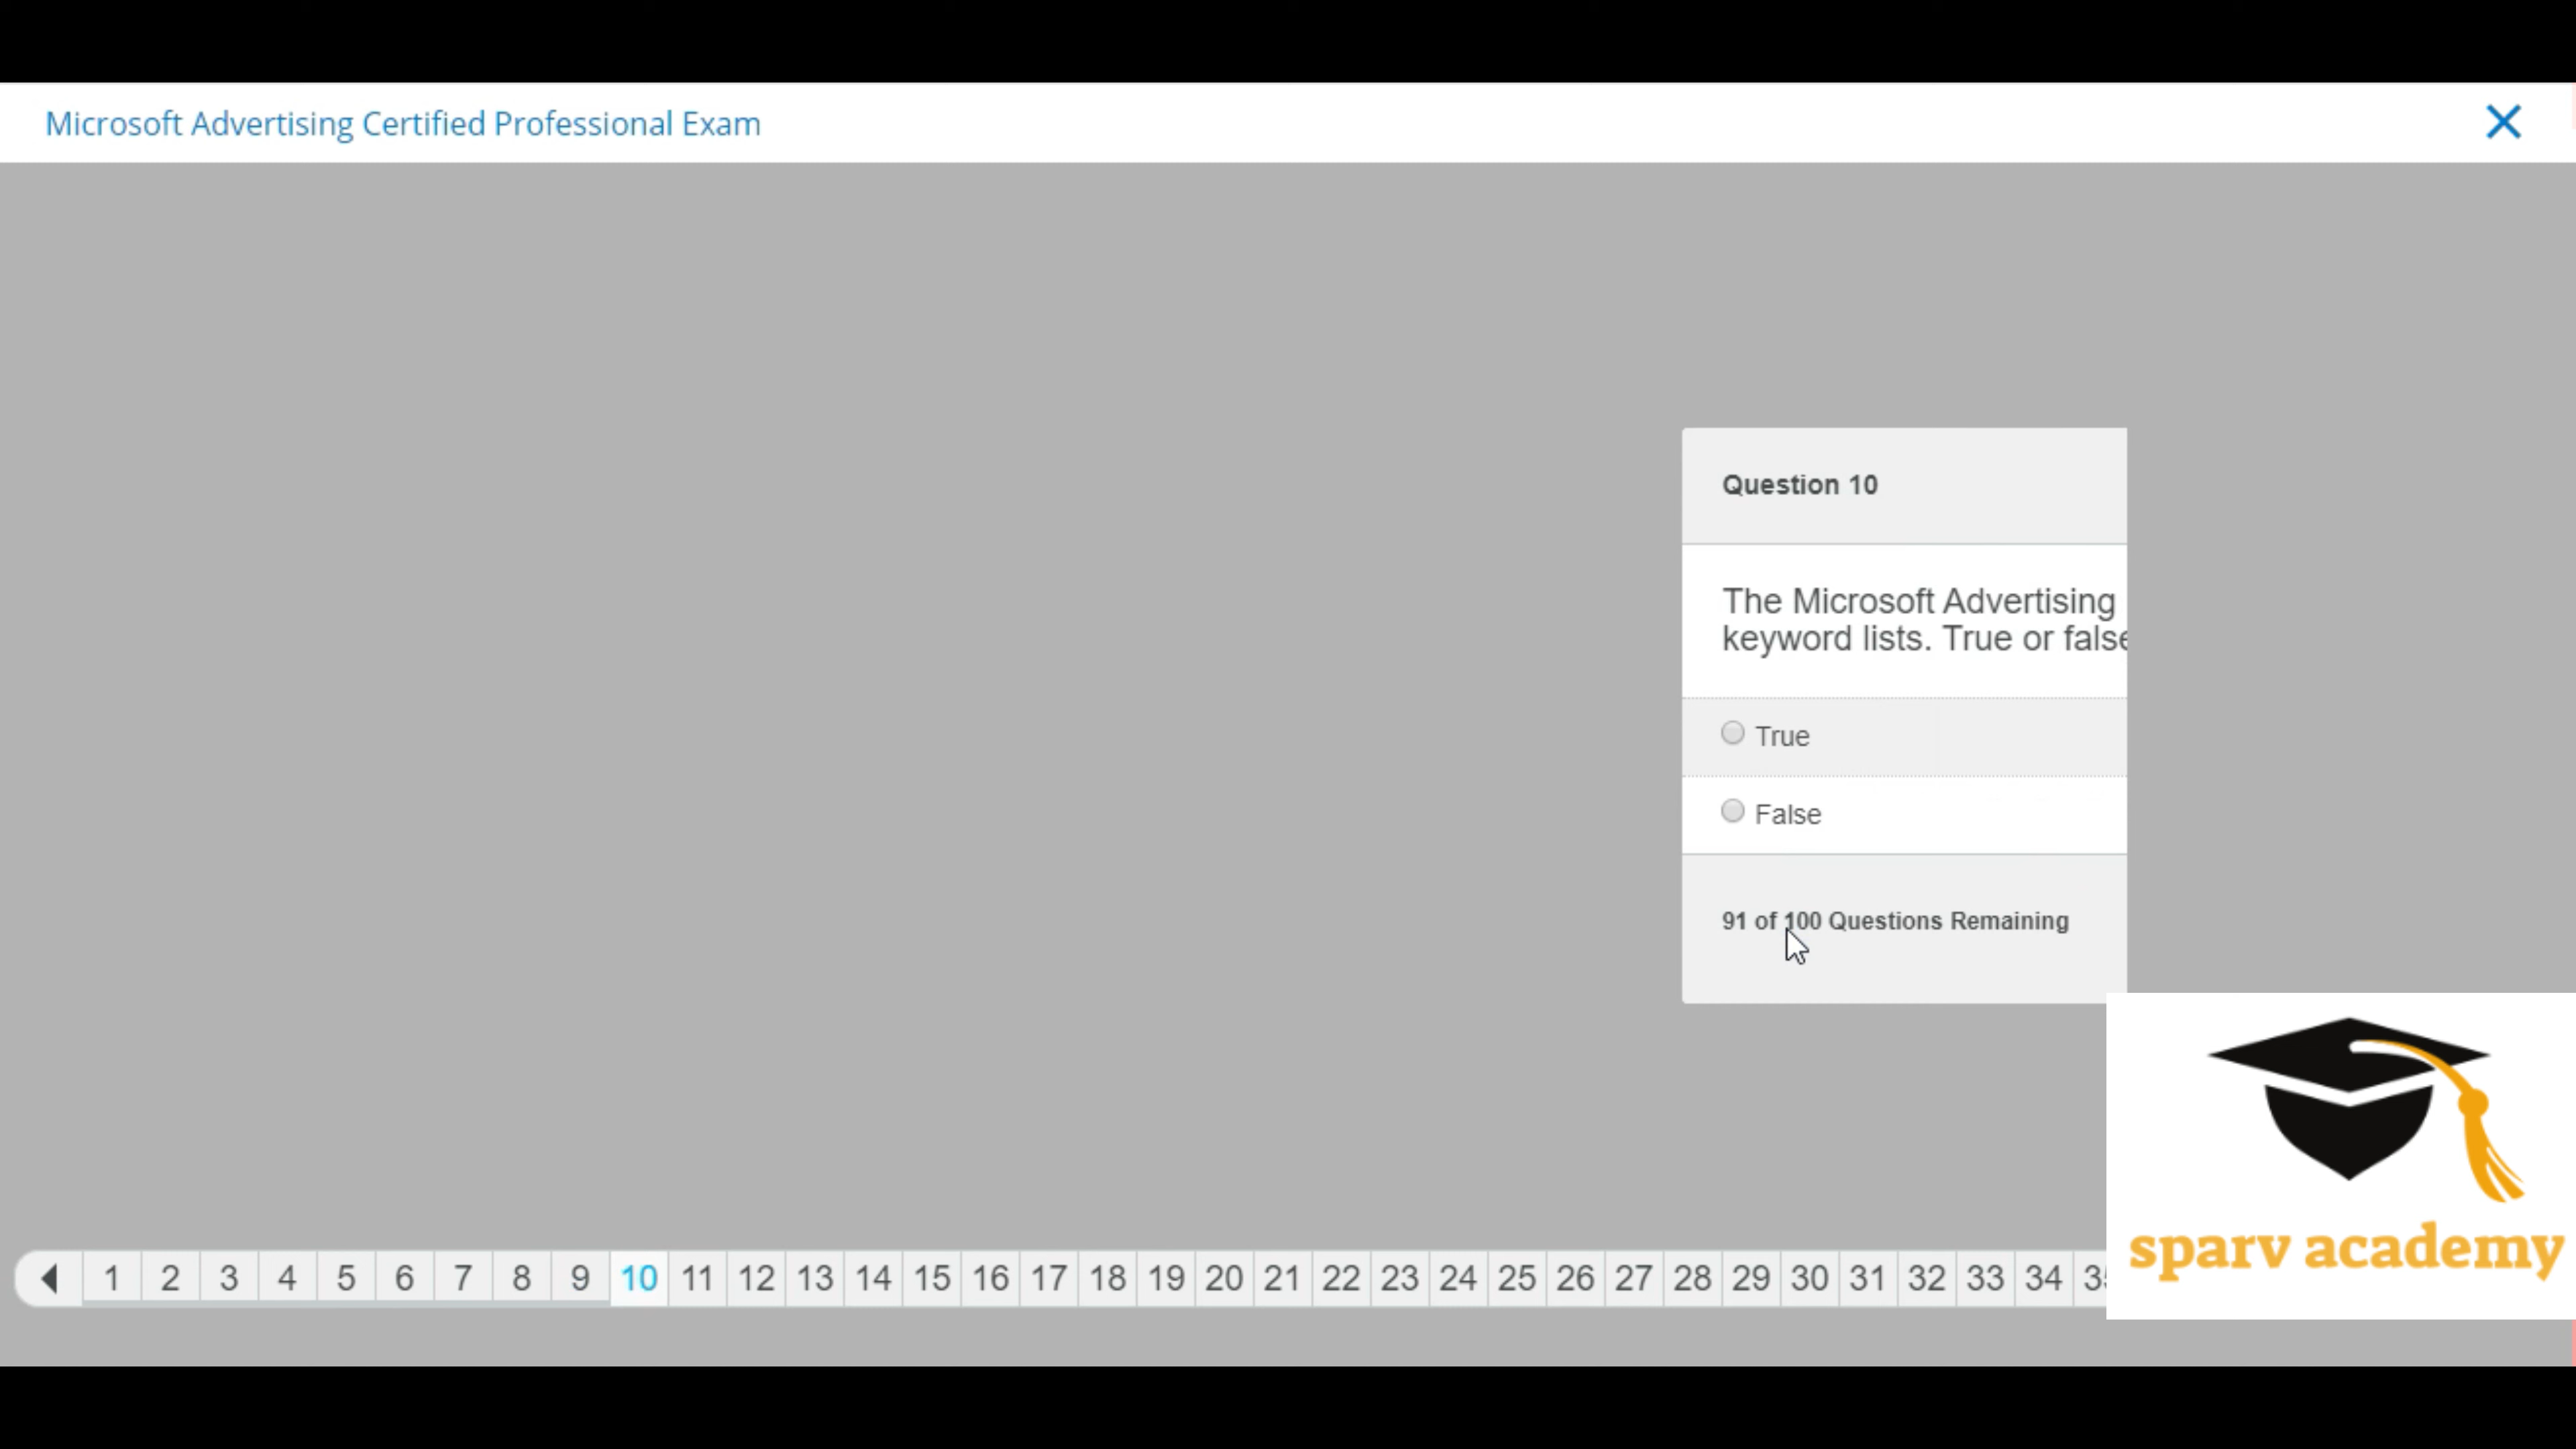 Microsoft Advertising Certified Professional Exam
Question 10
The Microsoft Advertising
keyword lists. True or false
True
False
91 of 100 Questions Remaining
1 2 3 4 5 6 7 8 9 10 11 12 13 14 15 16 17 18 19 20 21 22 23 24 25 26 27 28 29 30 31 32 33 34 35
sparv academy